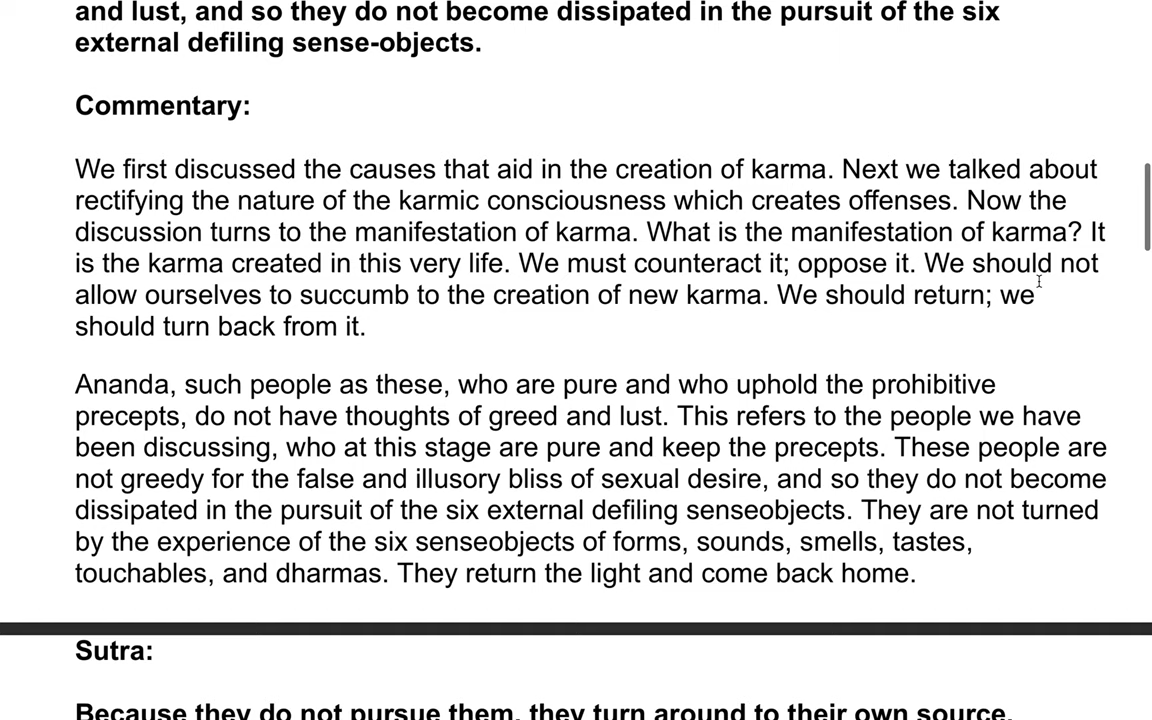 and lust, and so they do not become dissipated in the pursuit of the six
external defiling sense-objects.
Commentary:
We first discussed the causes that aid in the creation of karma. Next we talked about
rectifying the nature of the karmic consciousness which creates offenses. Now the
discussion turns to the manifestation of karma. What is the manifestation of karma? It
is the karma created in this very life. We must counteract it; oppose it. We should not
allow ourselves to succumb to the creation of new karma. We should return; we
should turn back from it.
Ananda, such people as these, who are pure and who uphold the prohibitive
precepts, do not have thoughts of greed and lust. This refers to the people we have
been discussing, who at this stage are pure and keep the precepts. These people are
not greedy for the false and illusory bliss of sexual desire, and so they do not become
dissipated in the pursuit of the six external defiling senseobjects. They are not turned
by the experience of the six senseobjects of forms, sounds, smells, tastes,
touchables, and dharmas. They return the light and come back home.
Sutra:
Because they do not pursue them, they turn around to their own source.